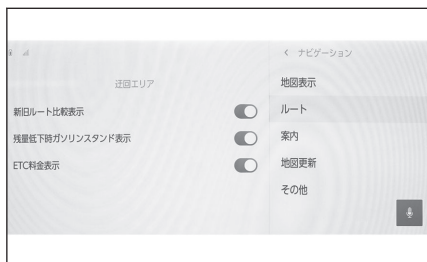 迂回エリア
新旧ルート比較表示
残量低下時ガソリンスタンド表示
ETC料金表示
ナビゲーション
地図表示
ルート
案内
地図更新
その他